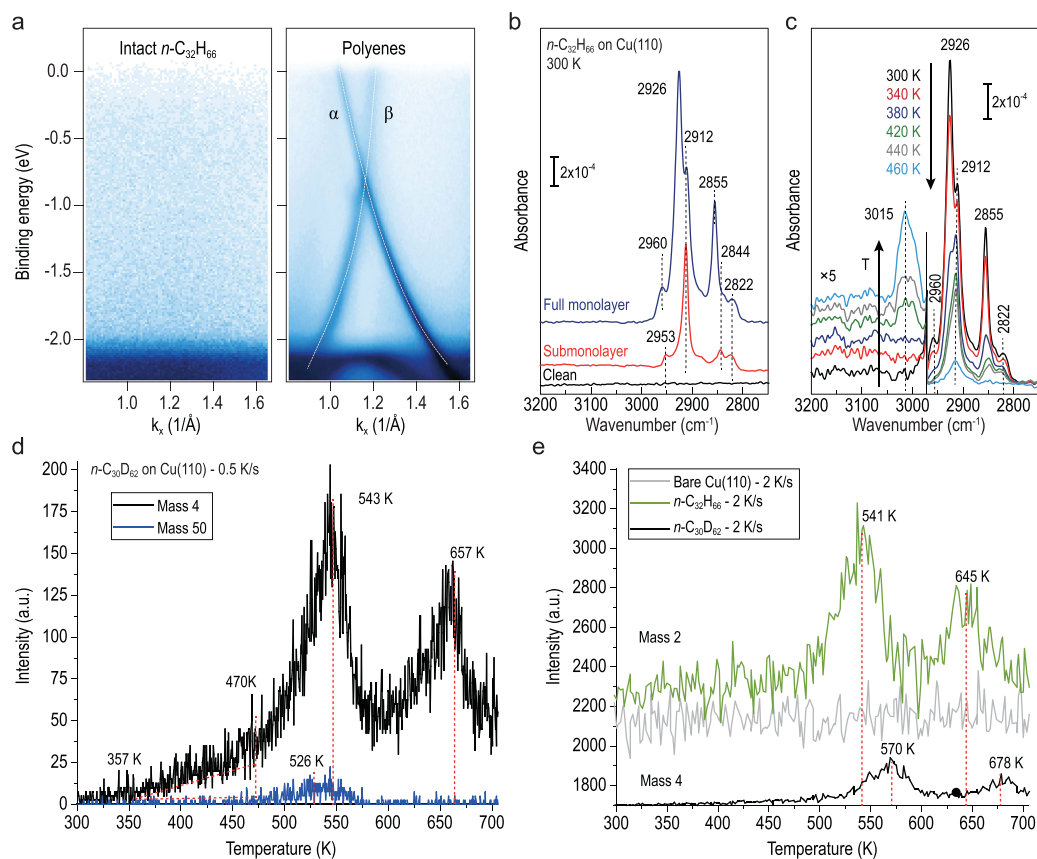 a
Intact n-C32H66
Polyenes
α
β
0.0
-0.5
-1.0
-1.5
-2.0
Binding energy (eV)
1.0
1.2
1.4
1.6
kx (1/Å)
1.0
1.2
1.4
1.6
kx (1/Å)
b
n-C32H66 on Cu(110)
300 K
2926
2912
2×10-4
2855
2960
2844
2822
Full monolayer
2953
Submonolayer
Clean
Absorbance
3200
3100
3000
2900
2800
Wavenumber (cm-1)
c
2926
300 K
340 K
380 K
420 K
440 K
460 K
2×10-4
2912
3015
2855
×5
T
2960
2822
Absorbance
3200
3100
3000
2900
2800
Wavenumber (cm-1)
d
n-C30D62 on Cu(110) - 0.5 K/s
Mass 4
Mass 50
543 K
657 K
470K
357 K
526 K
200
175
150
125
100
75
50
25
0
Intensity (a.u.)
300
350
400
450
500
550
600
650
700
Temperature (K)
e
Bare Cu(110) - 2 K/s
n-C32H66 - 2 K/s
n-C30D62 - 2 K/s
541 K
645 K
Mass 2
570 K
678 K
Mass 4
3400
3200
3000
2800
2600
2400
2200
2000
1800
Intensity (a.u.)
300
350
400
450
500
550
600
650
700
Temperature (K)